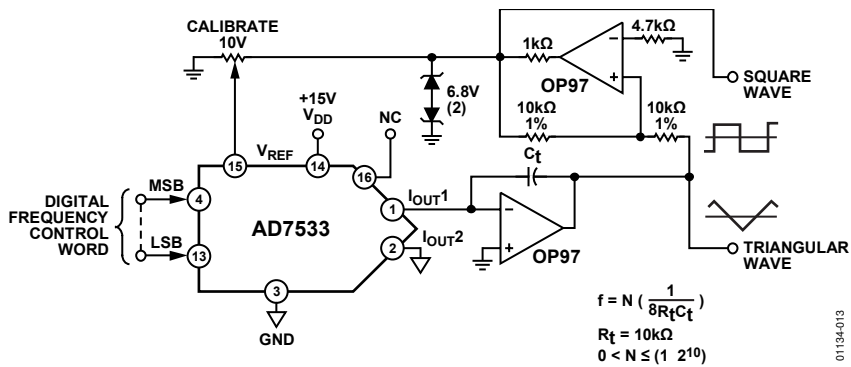 CALIBRATE
10V
1kΩ
4.7kΩ
OP97
SQUARE
WAVE
6.8V
(2)
+15V
VDD
NC
10kΩ
1%
10kΩ
1%
Ct
VREF
15
14
16
DIGITAL
FREQUENCY
CONTROL
WORD
MSB
4
LSB
13
AD7533
1
IOUT1
2
IOUT2
3
GND
OP97
TRIANGULAR
WAVE
f = N ( 1
8RtCt )
Rt = 10kΩ
0 < N ≤ (1 2^10)
01134-013